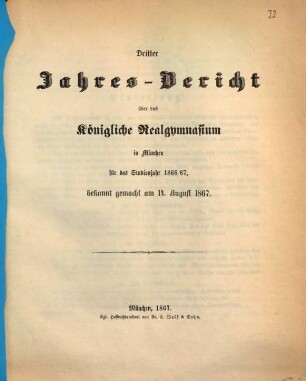 33
Dritter
Jahres-Bericht
über das
Königliche Realgymnasium
in München
für das Studienjahr 1866/67,
bekannt gemacht am 14. August 1867.
München, 1867.
Kgl. Hofbuchdruckerei von Dr. C. Wolf & Sohn.